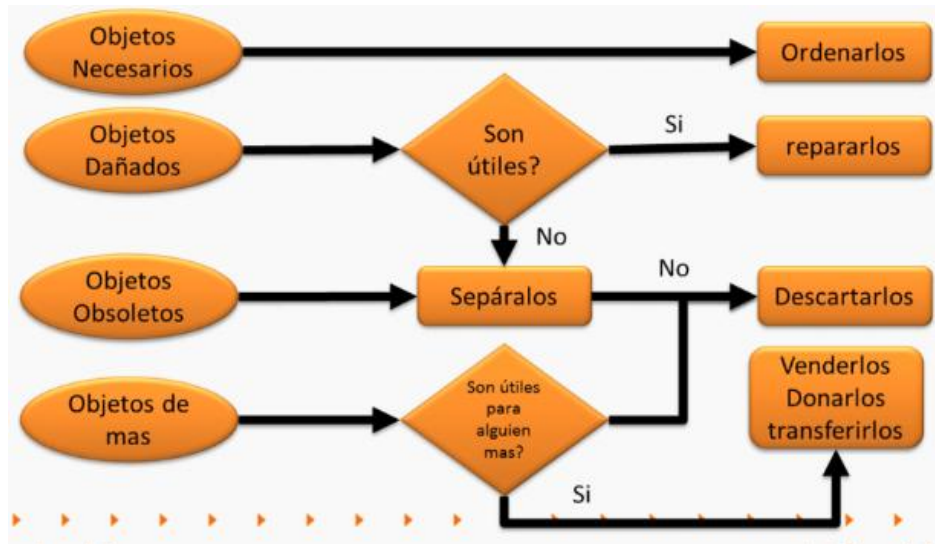 Objetos
Necesarios
Ordenarlos
Objetos
Dañados
Son
útiles?
Si
repararlos
No
Objetos
Obsoletos
Sepáralos
No
Descartarlos
Objetos de
mas
Son útiles
para
alguien
mas?
Venderlos
Donarlos
transferirlos
Si